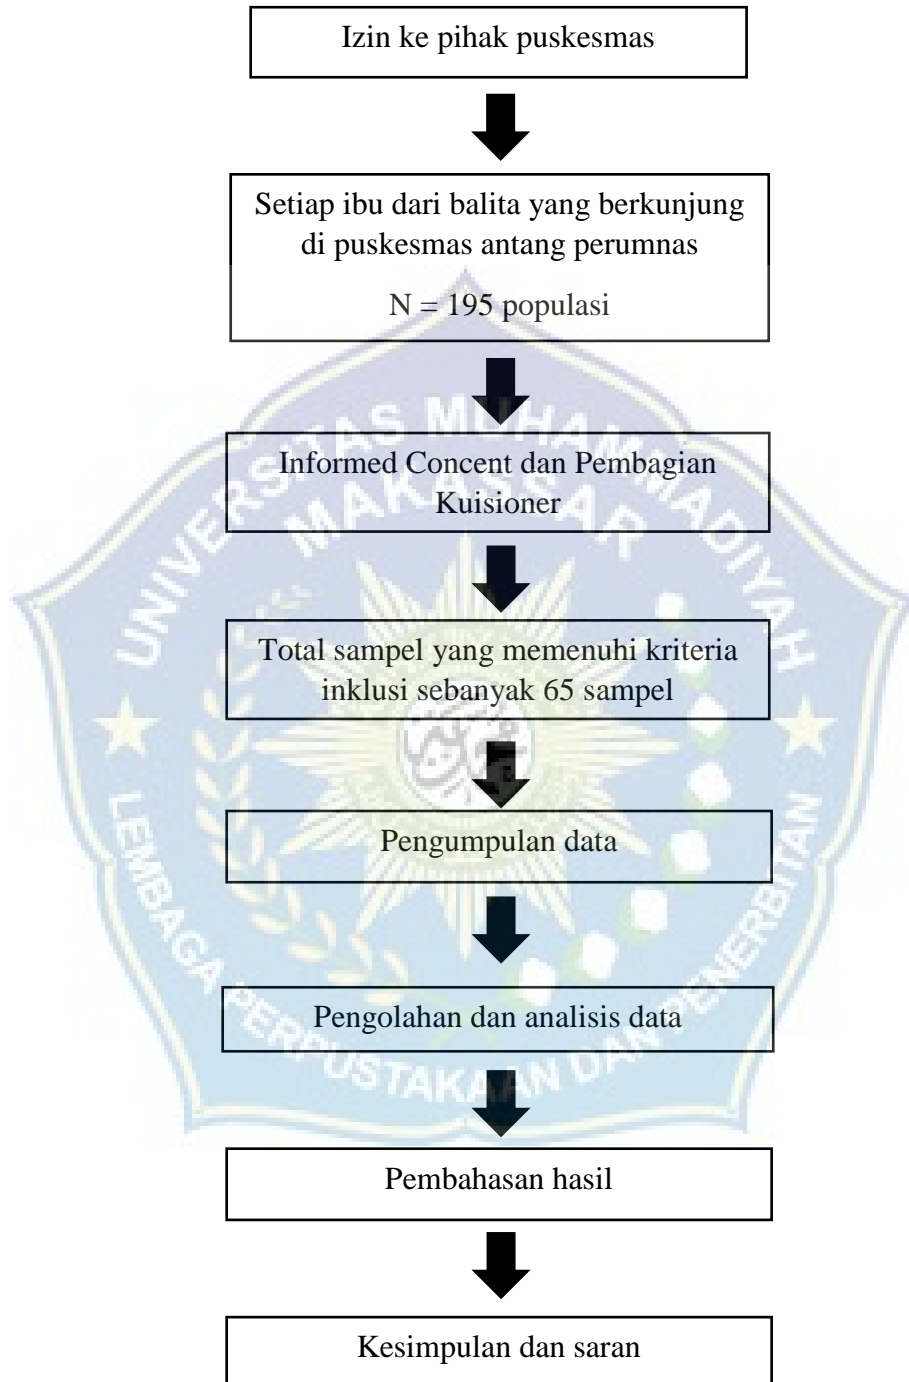 Izin ke pihak puskesmas
Setiap ibu dari balita yang berkunjung
di puskesmas antang perumnas
N = 195 populasi
UNIVERSITAS MUHAMMADIYAH
MAKASSAR
Informed Concent dan Pembagian
Kuisioner
Total sampel yang memenuhi kriteria
inklusi sebanyak 65 sampel
Pengumpulan data
Pengolahan dan analisis data
LEMBAGA PERPUSTAKAAN DAN PENERBITAN
Pembahasan hasil
Kesimpulan dan saran